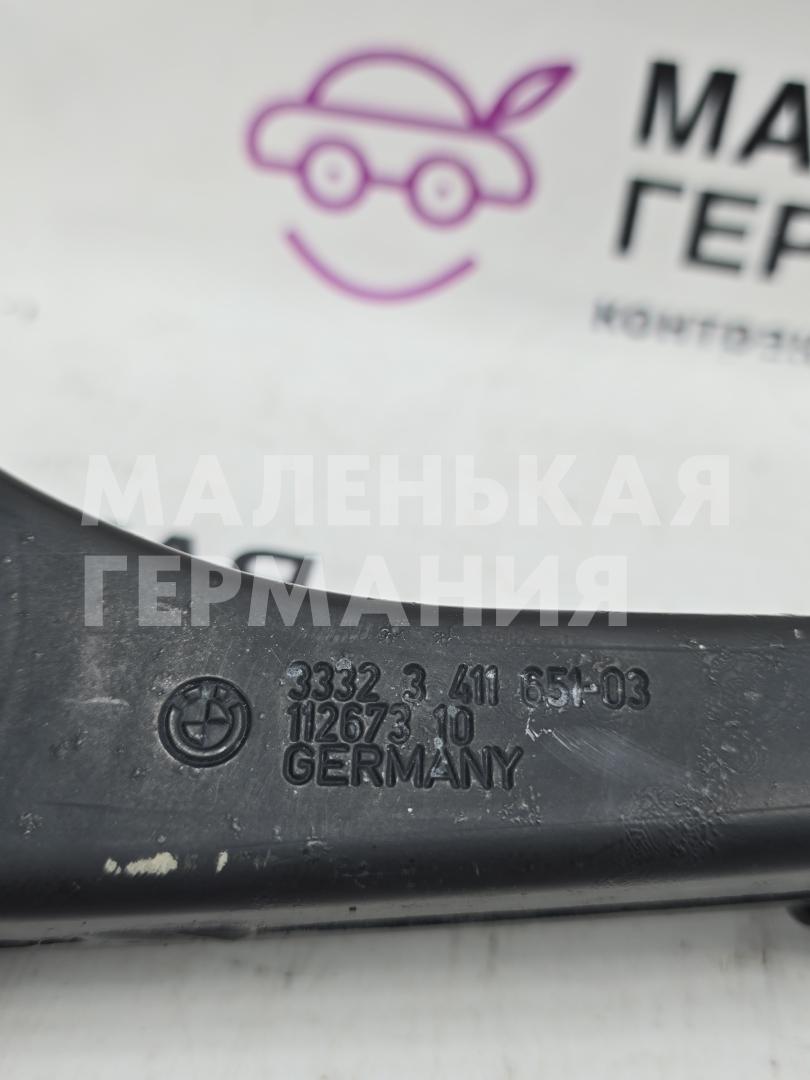 МА
ГЕР
МАЛЕНЬКАЯ
ГЕРМАНИЯ
3332 3 411 651-03
112673 10
GERMANY